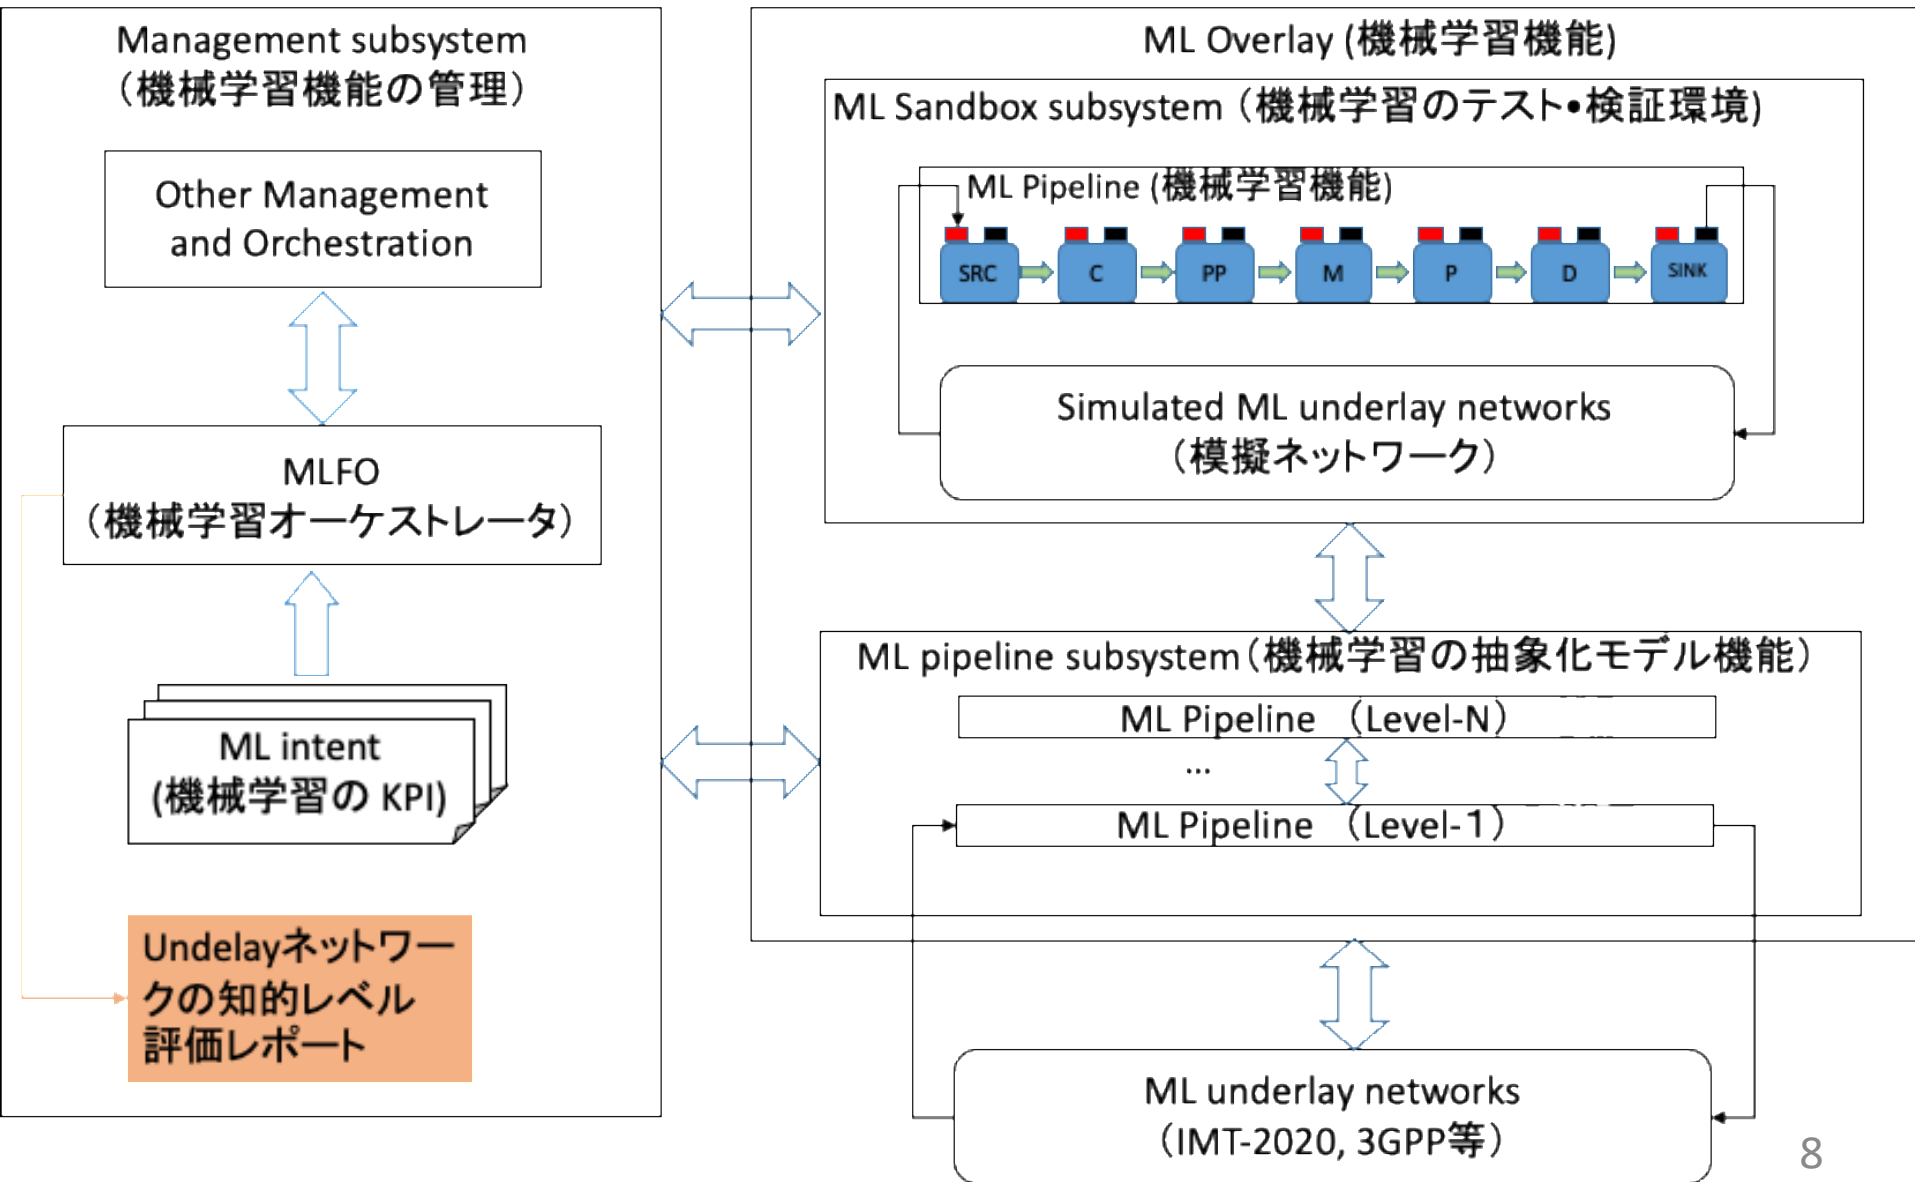 Management subsystem
（機械学習機能の管理）
Other Management
and Orchestration
MLFO
（機械学習オーケストレータ）
ML intent
(機械学習の KPI)
Undelayネットワー
クの知的レベル
評価レポート
ML Overlay (機械学習機能)
ML Sandbox subsystem（機械学習のテスト•検証環境)
ML Pipeline (機械学習機能)
SRC C PP M P D SINK
Simulated ML underlay networks
（模擬ネットワーク）
ML pipeline subsystem（機械学習の抽象化モデル機能）
ML Pipeline （Level-N）
...
ML Pipeline （Level-1）
ML underlay networks
（IMT-2020, 3GPP等）
8